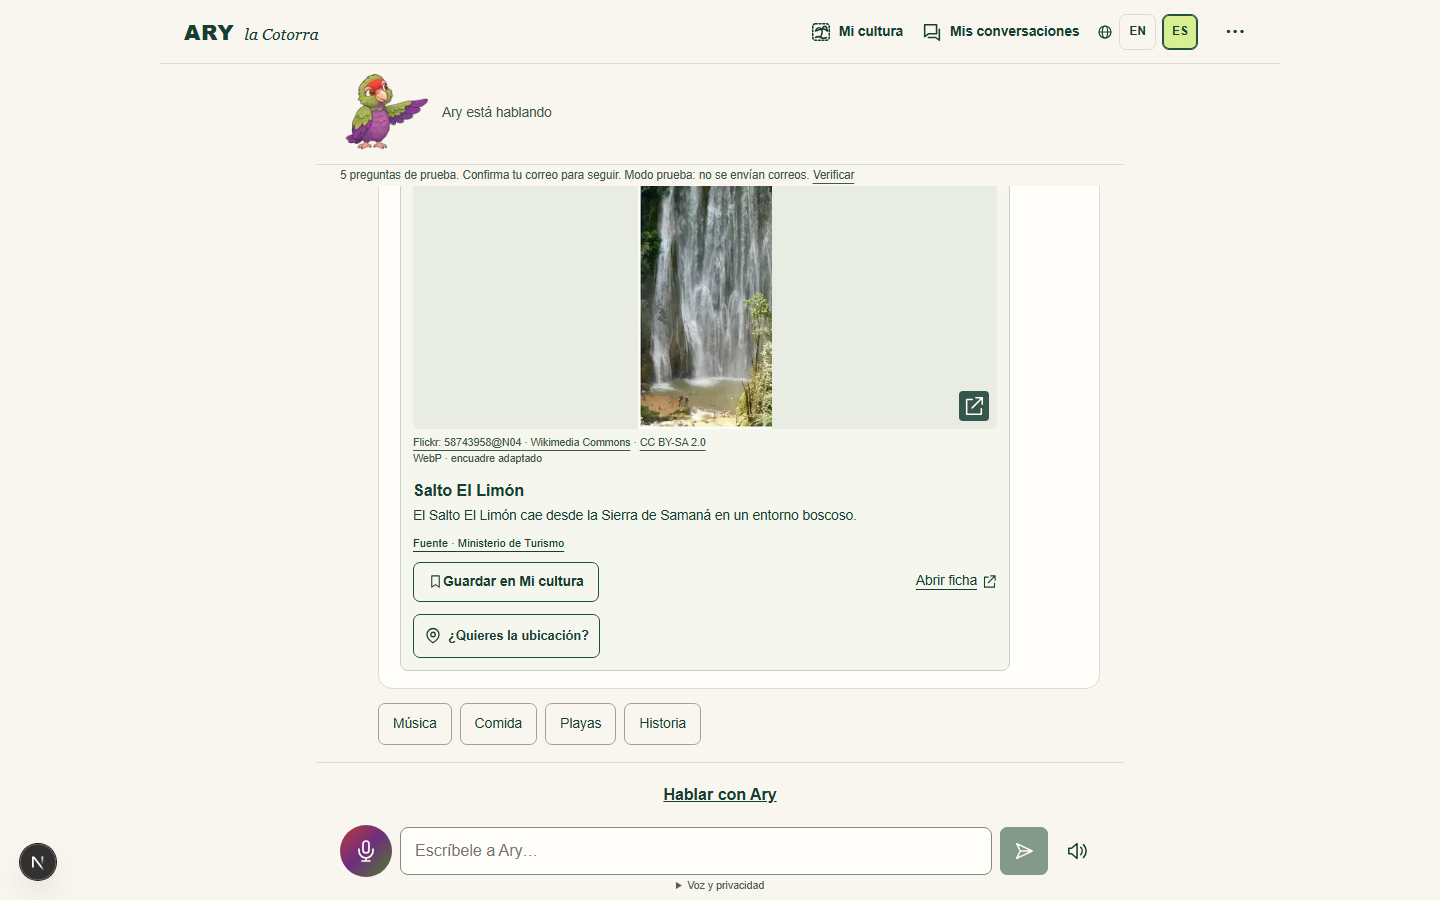 ARY la Cotorra
Mi cultura
Mis conversaciones
EN
ES
Ary está hablando
5 preguntas de prueba. Confirma tu correo para seguir. Modo prueba: no se envían correos. Verificar
Flickr: 58743958@N04 · Wikimedia Commons · CC BY-SA 2.0
WebP · encuadre adaptado
Salto El Limón
El Salto El Limón cae desde la Sierra de Samaná en un entorno boscoso.
Fuente · Ministerio de Turismo
Guardar en Mi cultura
Abrir ficha
¿Quieres la ubicación?
Música
Comida
Playas
Historia
Hablar con Ary
Escríbele a Ary…
Voz y privacidad
N